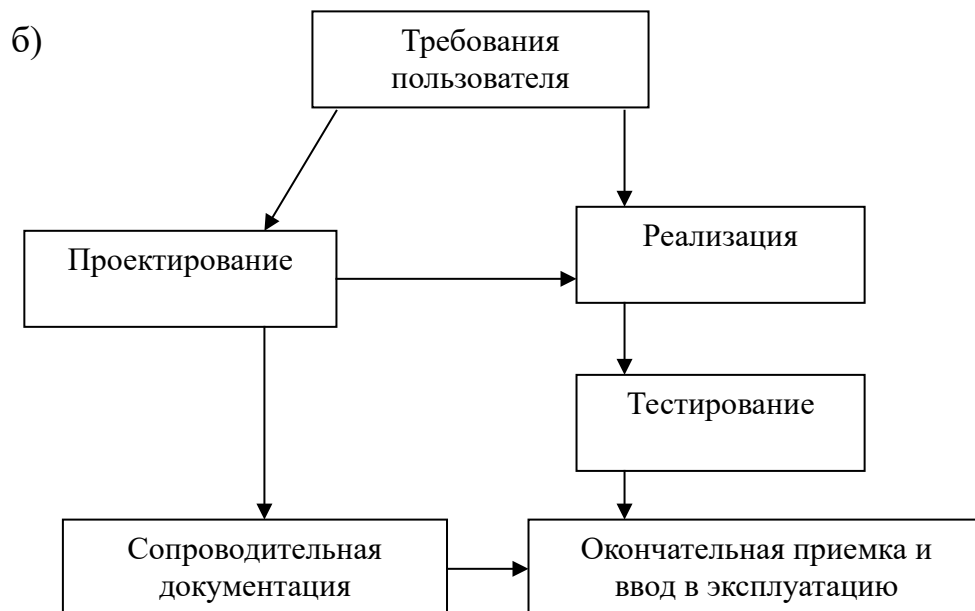 б)
Требования
пользователя
Проектирование
Реализация
Тестирование
Сопроводительная
документация
Окончательная приемка и
ввод в эксплуатацию